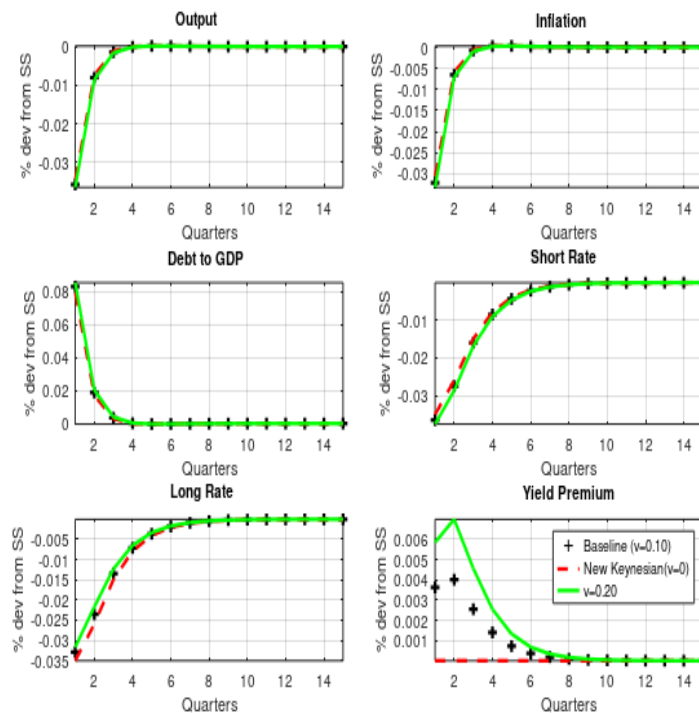 Output
% dev from SS
0
-0.01
-0.02
-0.03
2 4 6 8 10 12 14
Quarters
Inflation
% dev from SS
0
-0.005
-0.01
-0.015
-0.02
-0.025
-0.03
2 4 6 8 10 12 14
Quarters
Debt to GDP
% dev from SS
0.08
0.06
0.04
0.02
0
2 4 6 8 10 12 14
Quarters
Short Rate
% dev from SS
-0.01
-0.02
-0.03
2 4 6 8 10 12 14
Quarters
Long Rate
% dev from SS
-0.005
-0.01
-0.015
-0.02
-0.025
-0.03
-0.035
2 4 6 8 10 12 14
Quarters
Yield Premium
% dev from SS
0.006
0.005
0.004
0.003
0.002
0.001
2 4 6 8 10 12 14
Quarters
Baseline (v=0.10)
New Keynesian(v=0)
v=0.20